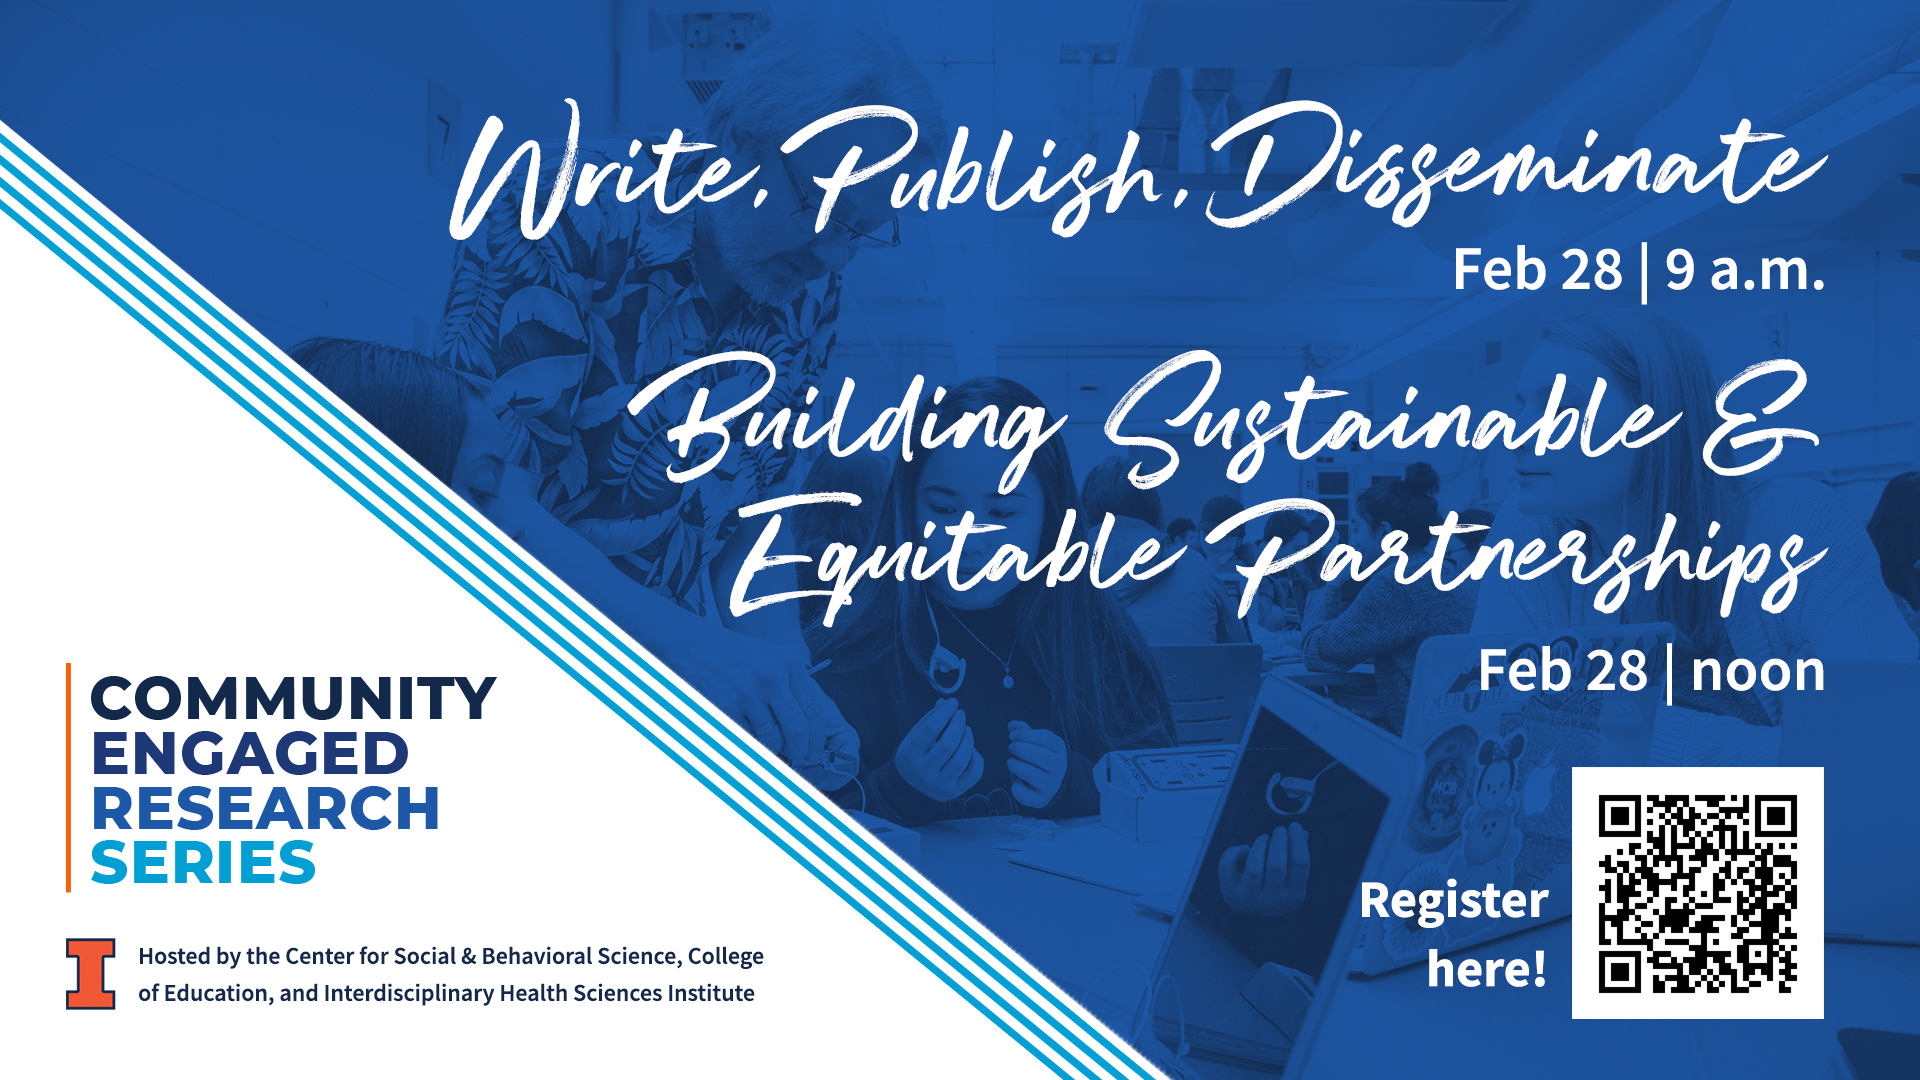 Write, Publish, Disseminate
Feb 28 | 9 a.m.
Building Sustainable &
Equitable Partnerships
Feb 28 | noon
COMMUNITY
ENGAGED
RESEARCH
SERIES
Hosted by the Center for Social & Behavioral Science, College
of Education, and Interdisciplinary Health Sciences Institute
Register
here!
MCB